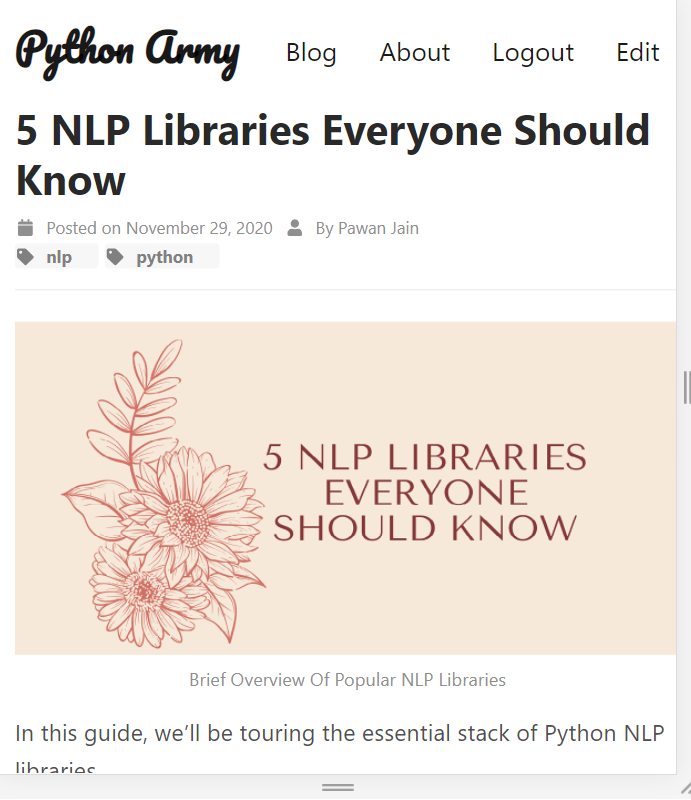 Python Army Blog About Logout Edit
5 NLP Libraries Everyone Should
Know
Posted on November 29, 2020 By Pawan Jain
nlp python
5 NLP LIBRARIES
EVERYONE
SHOULD KNOW
Brief Overview Of Popular NLP Libraries
In this guide, we’ll be touring the essential stack of Python NLP
libraries